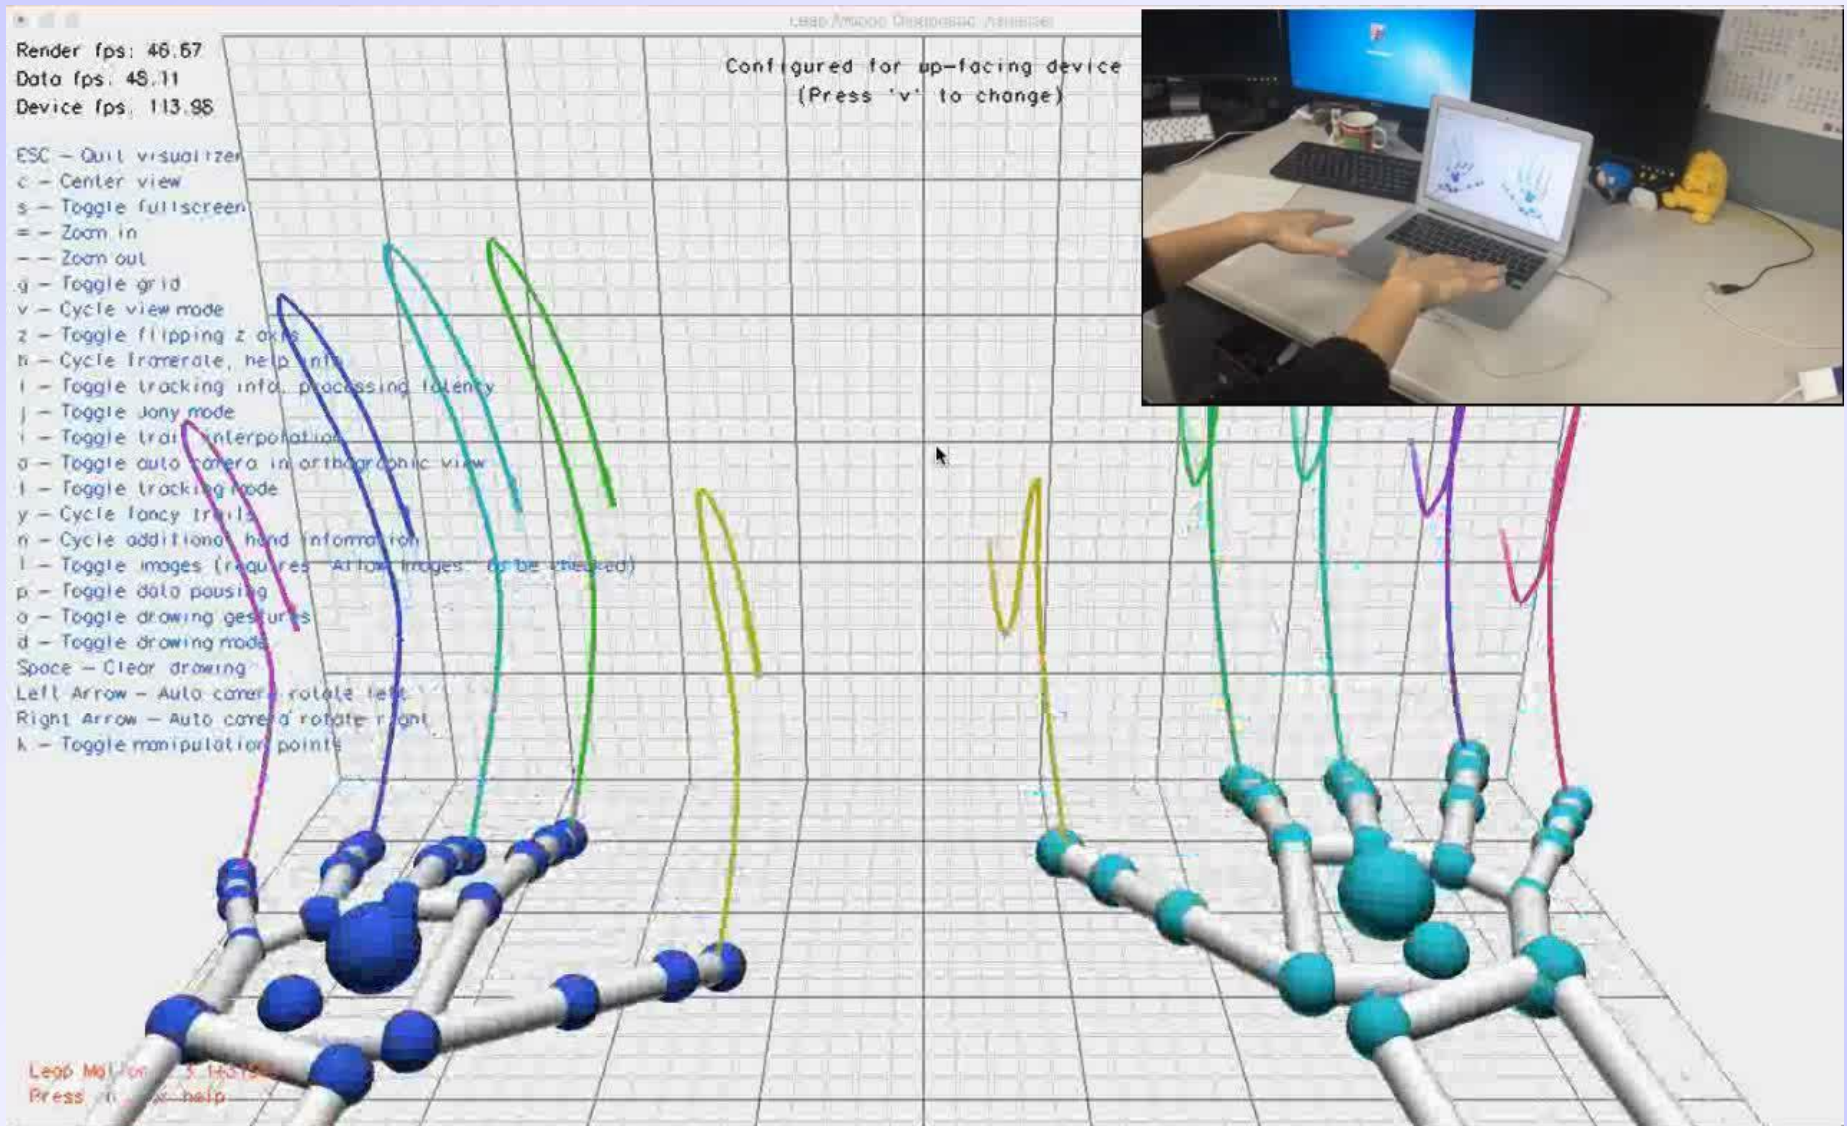 Leap Motion Diagnostic Visualizer
Render fps: 46.67
Data fps. 48.11
Device fps. 113.98
Configured for up-facing device
(Press 'v' to change)
ESC — Quit visualizer
c — Center view
s — Toggle fullscreen
= — Zoom in
— — Zoom out
g — Toggle grid
v — Cycle view mode
z — Toggle flipping z axis
h — Cycle framerate, help info
t — Toggle tracking info, processing latency
j — Toggle Jony mode
i — Toggle trail interpolation
o — Toggle auto camera in orthographic view
t — Toggle tracking mode
y — Cycle fancy trails
n — Cycle additional hand information
l — Toggle images (requires "Allow Images" to be checked)
p — Toggle data pausing
o — Toggle drawing gestures
d — Toggle drawing mode
Space — Clear drawing
Left Arrow — Auto camera rotate left
Right Arrow — Auto camera rotate right
k — Toggle manipulation points
Leap Motion
Press help